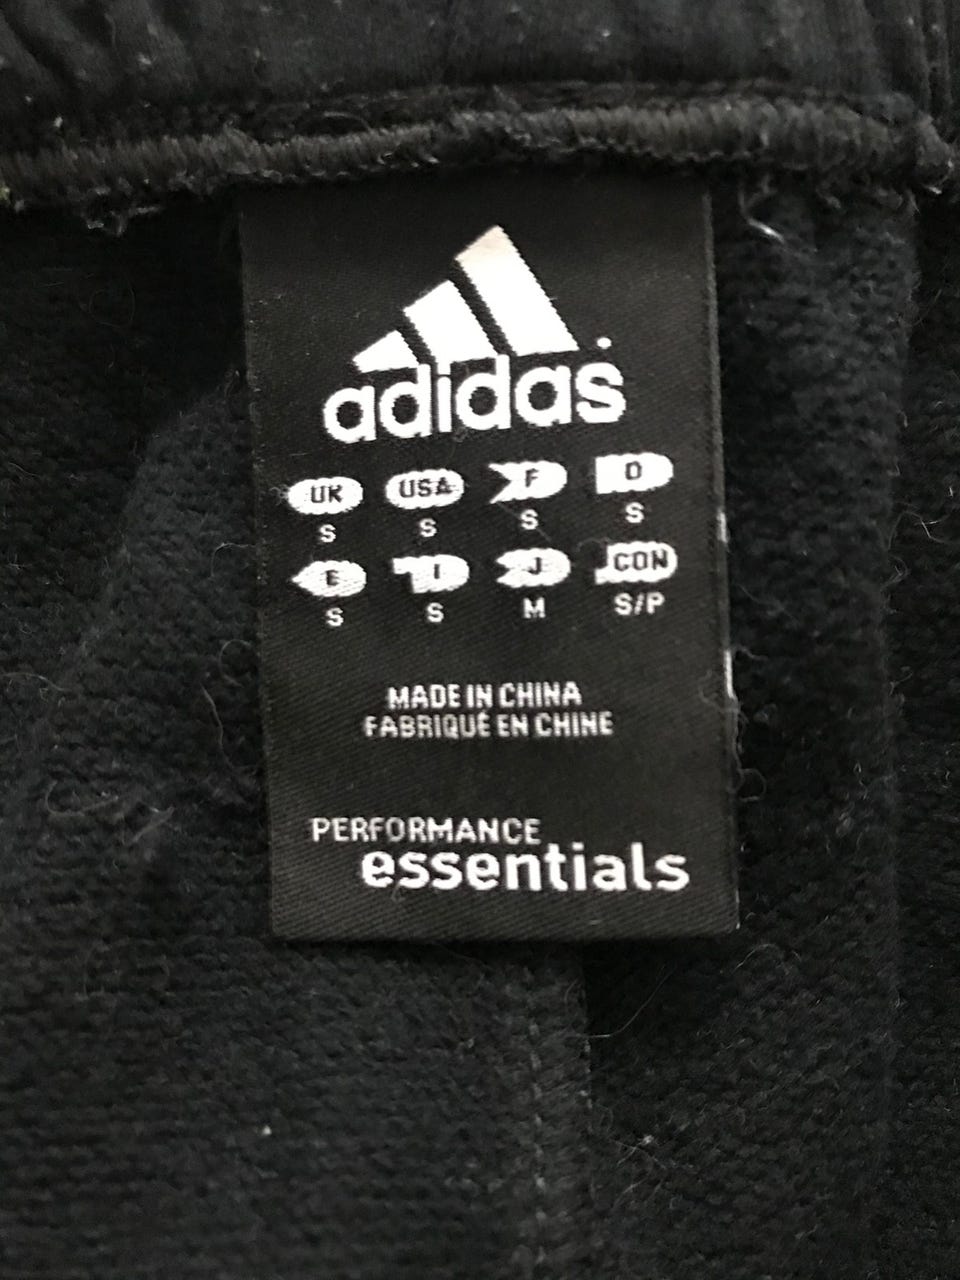 adidas
UK USA F D
S S S S
E I J CON
S S M S/P
MADE IN CHINA
FABRIQUÉ EN CHINE
PERFORMANCE
essentials